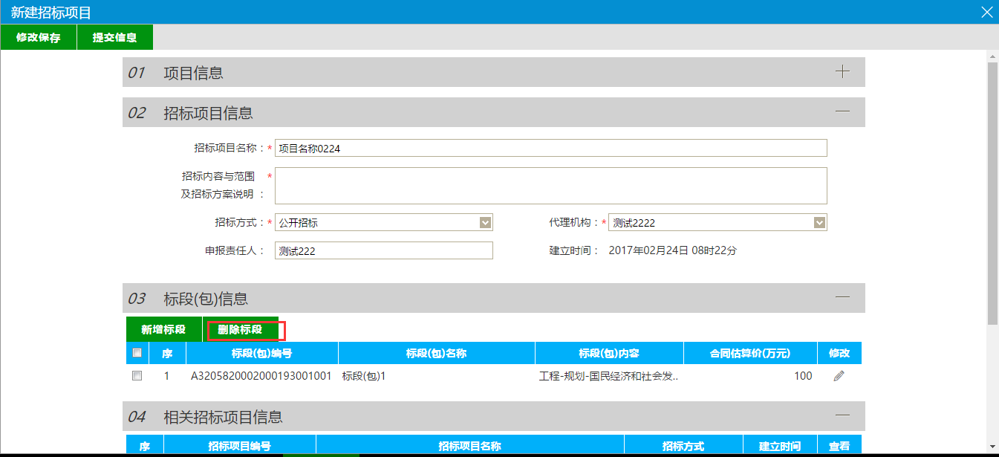 新建招标项目
修改保存 提交信息
01 项目信息
02 招标项目信息
招标项目名称：* 项目名称0224
招标内容与范围 *
及招标方案说明 ：
招标方式：* 公开招标 代理机构：* 测试2222
申报责任人： 测试222 建立时间： 2017年02月24日 08时22分
03 标段(包)信息
新增标段 删除标段
序 标段(包)编号 标段(包)名称 标段(包)内容 合同估算价(万元) 修改
1 A3205820002000193001001 标段(包)1 工程-规划-国民经济和社会发.. 100
04 相关招标项目信息
序 招标项目编号 招标项目名称 招标方式 建立时间 查看